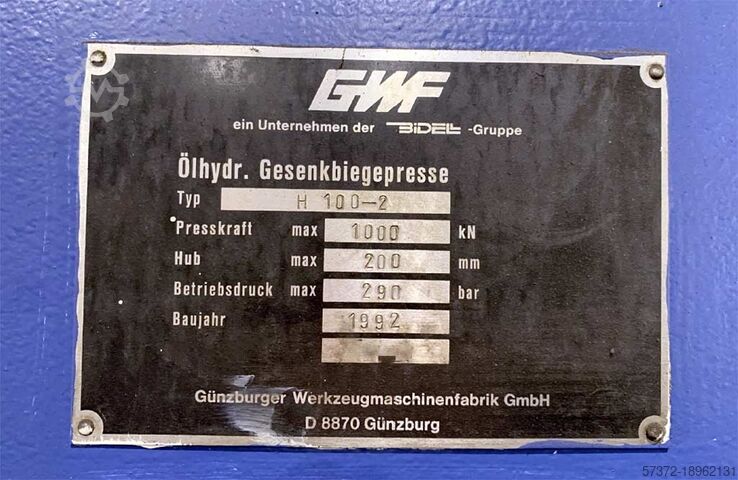 GWF
ein Unternehmen der BIDELL -Gruppe
Ölhydr. Gesenkbiegepresse
Typ H 100-2
Presskraft max 1000 kN
Hub max 200 mm
Betriebsdruck max 290 bar
Baujahr 1992
Günzburger Werkzeugmaschinenfabrik GmbH
D 8870 Günzburg
57372-18962131